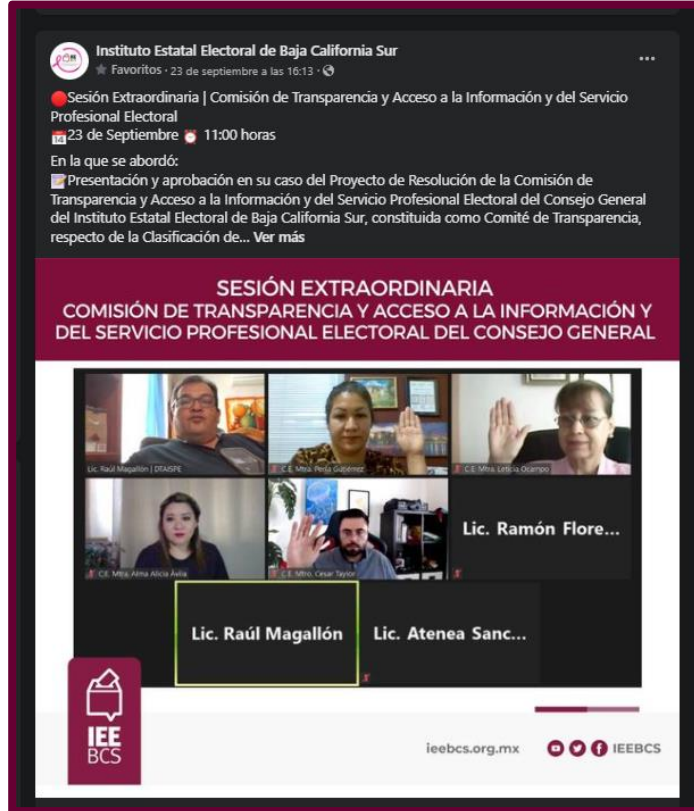 Instituto Estatal Electoral de Baja California Sur
Favoritos · 23 de septiembre a las 16:13 ·
Sesión Extraordinaria | Comisión de Transparencia y Acceso a la Información y del Servicio
Profesional Electoral
23 de Septiembre 11:00 horas
En la que se abordó:
Presentación y aprobación en su caso del Proyecto de Resolución de la Comisión de
Transparencia y Acceso a la Información y del Servicio Profesional Electoral del Consejo General
del Instituto Estatal Electoral de Baja California Sur, constituida como Comité de Transparencia,
respecto de la Clasificación de... Ver más
SESIÓN EXTRAORDINARIA
COMISIÓN DE TRANSPARENCIA Y ACCESO A LA INFORMACIÓN Y
DEL SERVICIO PROFESIONAL ELECTORAL DEL CONSEJO GENERAL
Lic. Raúl Magallón | DTAISPE
C.E. Mtra. Perla Gutiérrez
C.E. Mtra. Leticia Ocampo
C.E. Mtra. Alma Alicia Ávila
C.E. Mtro. Cesar Taylor
Lic. Ramón Flore...
Lic. Raúl Magallón
Lic. Atenea Sanc...
IEE
BCS
ieebcs.org.mx
IEEBCS